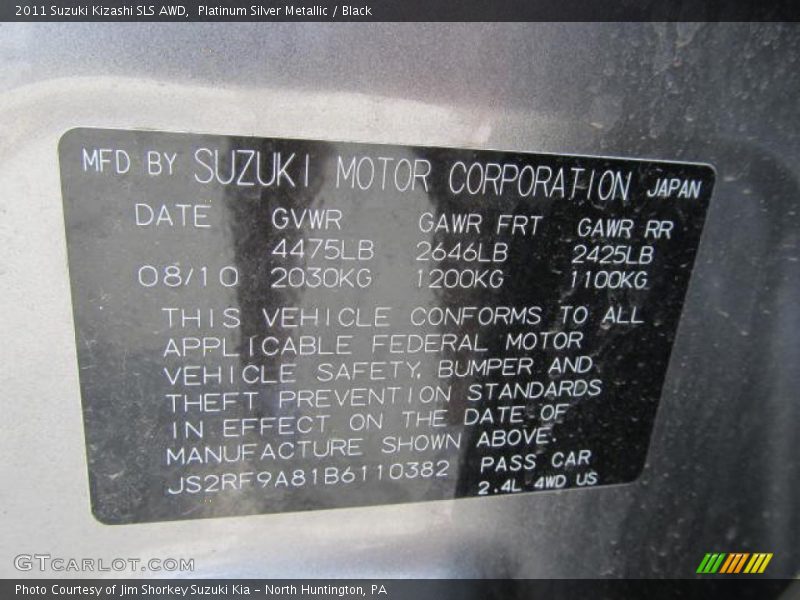 2011 Suzuki Kizashi SLS AWD,  Platinum Silver Metallic / Black
MFD BY SUZUKI MOTOR CORPORATION JAPAN
DATE GVWR GAWR FRT GAWR RR
4475LB 2646LB 2425LB
08/10 2030KG 1200KG 1100KG
THIS VEHICLE CONFORMS TO ALL
APPLICABLE FEDERAL MOTOR
VEHICLE SAFETY, BUMPER AND
THEFT PREVENTION STANDARDS
IN EFFECT ON THE DATE OF
MANUFACTURE SHOWN ABOVE.
JS2RF9A81B6110382 PASS CAR
2.4L 4WD US
GTCARLOT.COM
Photo Courtesy of Jim Shorkey Suzuki Kia - North Huntington, PA